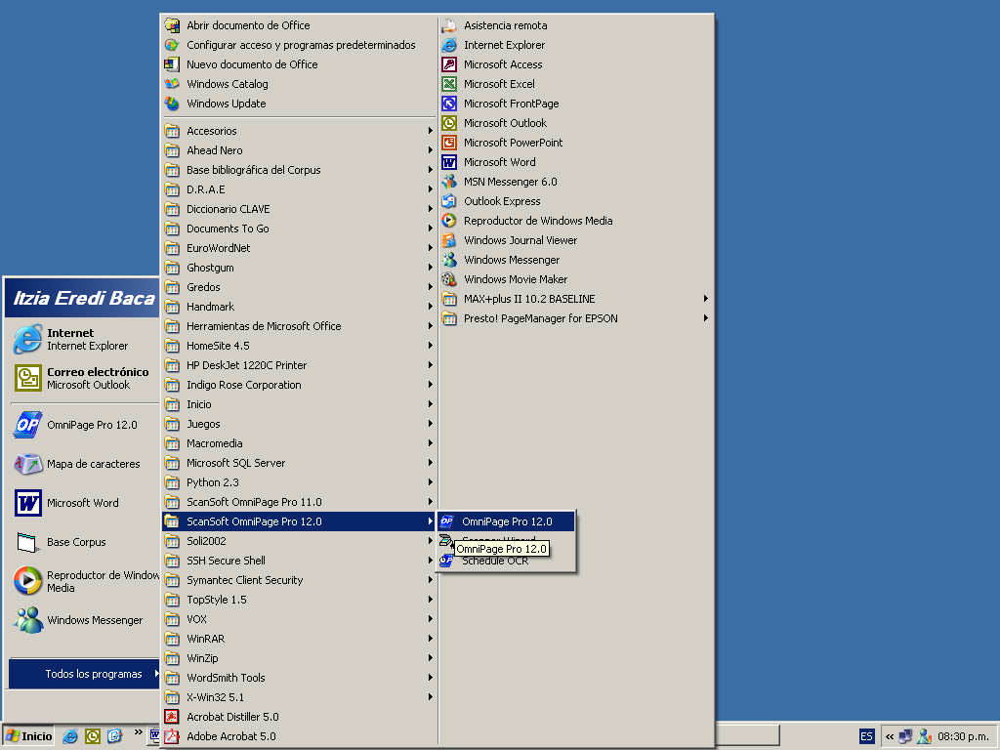 Itzia Eredi Baca
Internet
Internet Explorer
Correo electrónico
Microsoft Outlook
OmniPage Pro 12.0
Mapa de caracteres
Microsoft Word
Base Corpus
Reproductor de Window
Media
Windows Messenger
Todos los programas
Abrir documento de Office
Configurar acceso y programas predeterminados
Nuevo documento de Office
Windows Catalog
Windows Update
Accesorios
Ahead Nero
Base bibliográfica del Corpus
D.R.A.E
Diccionario CLAVE
Documents To Go
EuroWordNet
Ghostgum
Gredos
Handmark
Herramientas de Microsoft Office
HomeSite 4.5
HP DeskJet 1220C Printer
Indigo Rose Corporation
Inicio
Juegos
Macromedia
Microsoft SQL Server
Python 2.3
ScanSoft OmniPage Pro 11.0
ScanSoft OmniPage Pro 12.0
Soli2002
SSH Secure Shell
Symantec Client Security
TopStyle 1.5
VOX
WinRAR
WinZip
WordSmith Tools
X-Win32 5.1
Acrobat Distiller 5.0
Adobe Acrobat 5.0
Asistencia remota
Internet Explorer
Microsoft Access
Microsoft Excel
Microsoft FrontPage
Microsoft Outlook
Microsoft PowerPoint
Microsoft Word
MSN Messenger 6.0
Outlook Express
Reproductor de Windows Media
Windows Journal Viewer
Windows Messenger
Windows Movie Maker
MAX+plus II 10.2 BASELINE
Presto! PageManager for EPSON
OmniPage Pro 12.0
Scanner Wizard
OmniPage Pro 12.0
Schedule OCR
Inicio
ES
08:30 p.m.